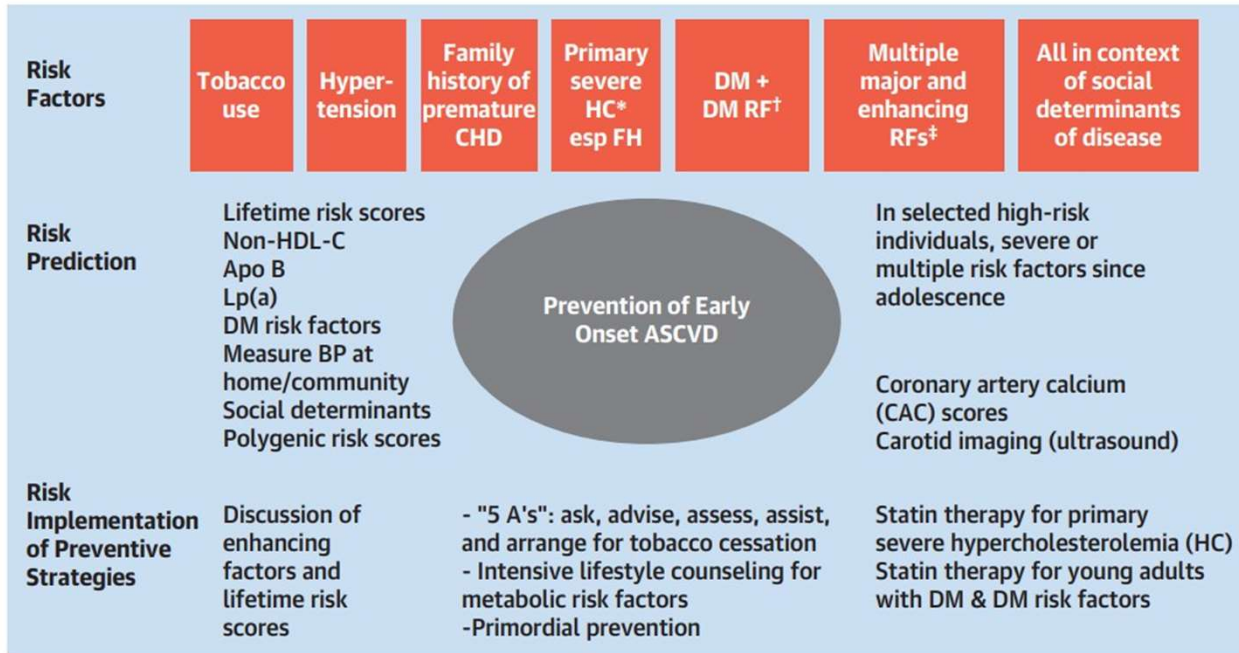 Risk
Factors
Tobacco
use
Hyper-
tension
Family
history of
premature
CHD
Primary
severe
HC*
esp FH
DM +
DM RF†
Multiple
major and
enhancing
RFs‡
All in context
of social
determinants
of disease
Risk
Prediction
Lifetime risk scores
Non-HDL-C
Apo B
Lp(a)
DM risk factors
Measure BP at
home/community
Social determinants
Polygenic risk scores
Prevention of Early
Onset ASCVD
In selected high-risk
individuals, severe or
multiple risk factors since
adolescence
Coronary artery calcium
(CAC) scores
Carotid imaging (ultrasound)
Risk
Implementation
of Preventive
Strategies
Discussion of
enhancing
factors and
lifetime risk
scores
- "5 A's": ask, advise, assess, assist,
and arrange for tobacco cessation
- Intensive lifestyle counseling for
metabolic risk factors
-Primordial prevention
Statin therapy for primary
severe hypercholesterolemia (HC)
Statin therapy for young adults
with DM & DM risk factors